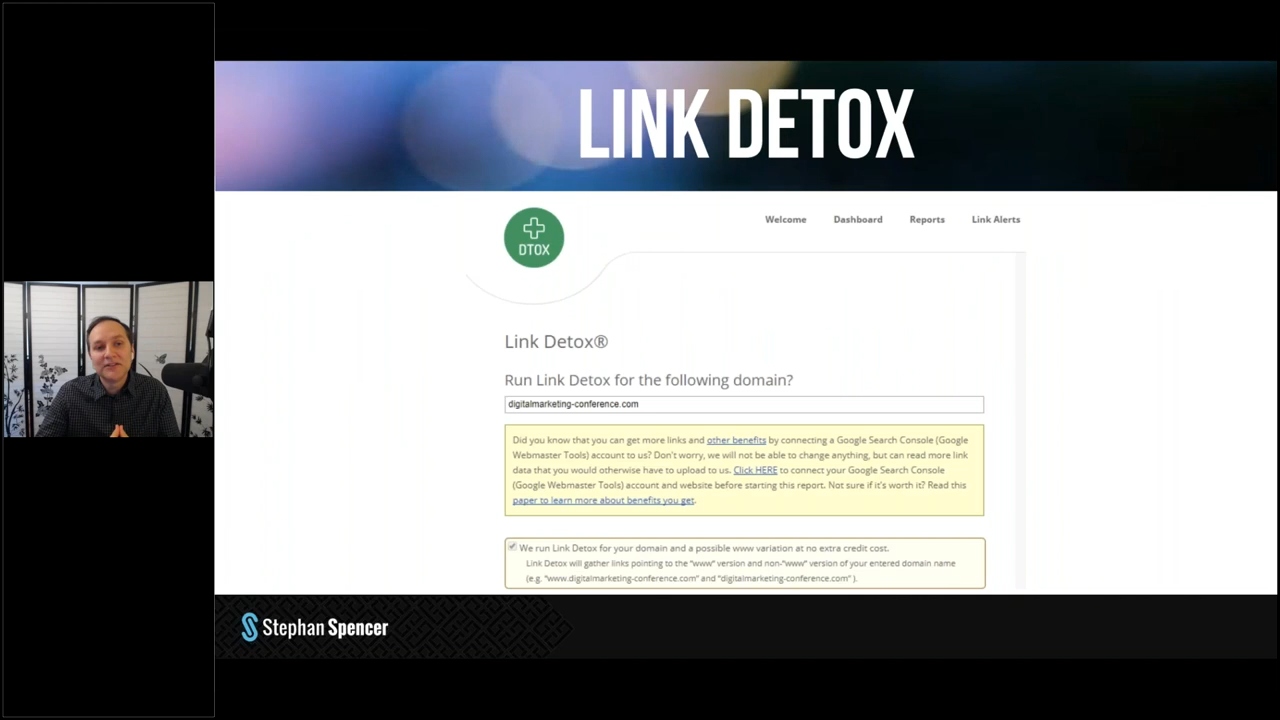 LINK DETOX
DTOX
Welcome Dashboard Reports Link Alerts
Link Detox®
Run Link Detox for the following domain?
digitalmarketing-conference.com
Did you know that you can get more links and other benefits by connecting a Google Search Console (Google
Webmaster Tools) account to us? Don't worry, we will not be able to change anything, but can read more link
data that you would otherwise have to upload to us. Click HERE to connect your Google Search Console
(Google Webmaster Tools) account and website before starting this report. Not sure if it's worth it? Read this
paper to learn more about benefits you get.
We run Link Detox for your domain and a possible www variation at no extra credit cost.
Link Detox will gather links pointing to the "www" version and non-"www" version of your entered domain name
(e.g. "www.digitalmarketing-conference.com" and "digitalmarketing-conference.com" ).
Stephan Spencer